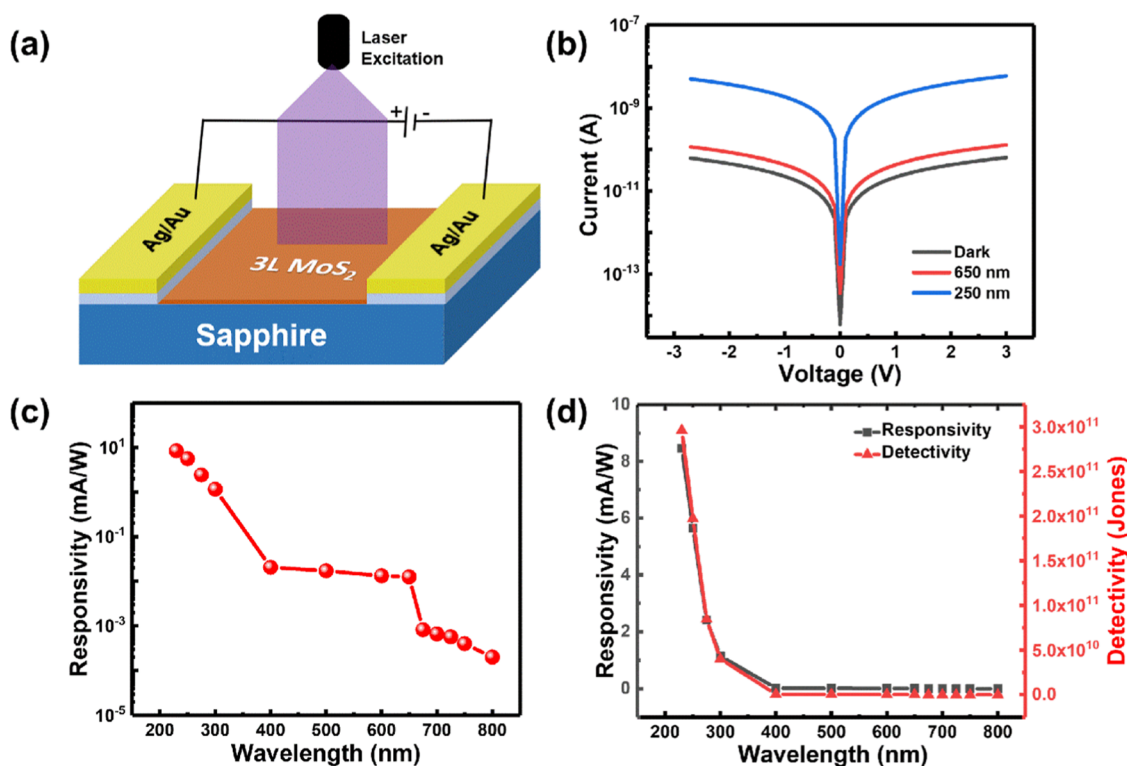 (a)
Laser
Excitation
+ -
Ag/Au
Ag/Au
3L MoS₂
Sapphire
(b)
10⁻⁷
10⁻⁹
10⁻¹¹
10⁻¹³
Current (A)
Dark
650 nm
250 nm
-3 -2 -1 0 1 2 3
Voltage (V)
(c)
10¹
10⁻¹
10⁻³
10⁻⁵
Responsivity (mA/W)
200 300 400 500 600 700 800
Wavelength (nm)
(d)
10
8
6
4
2
0
Responsivity (mA/W)
Responsivity
Detectivity
3.0x10¹¹
2.5x10¹¹
2.0x10¹¹
1.5x10¹¹
1.0x10¹¹
5.0x10¹⁰
0.0
Detectivity (Jones)
200 300 400 500 600 700 800
Wavelength (nm)